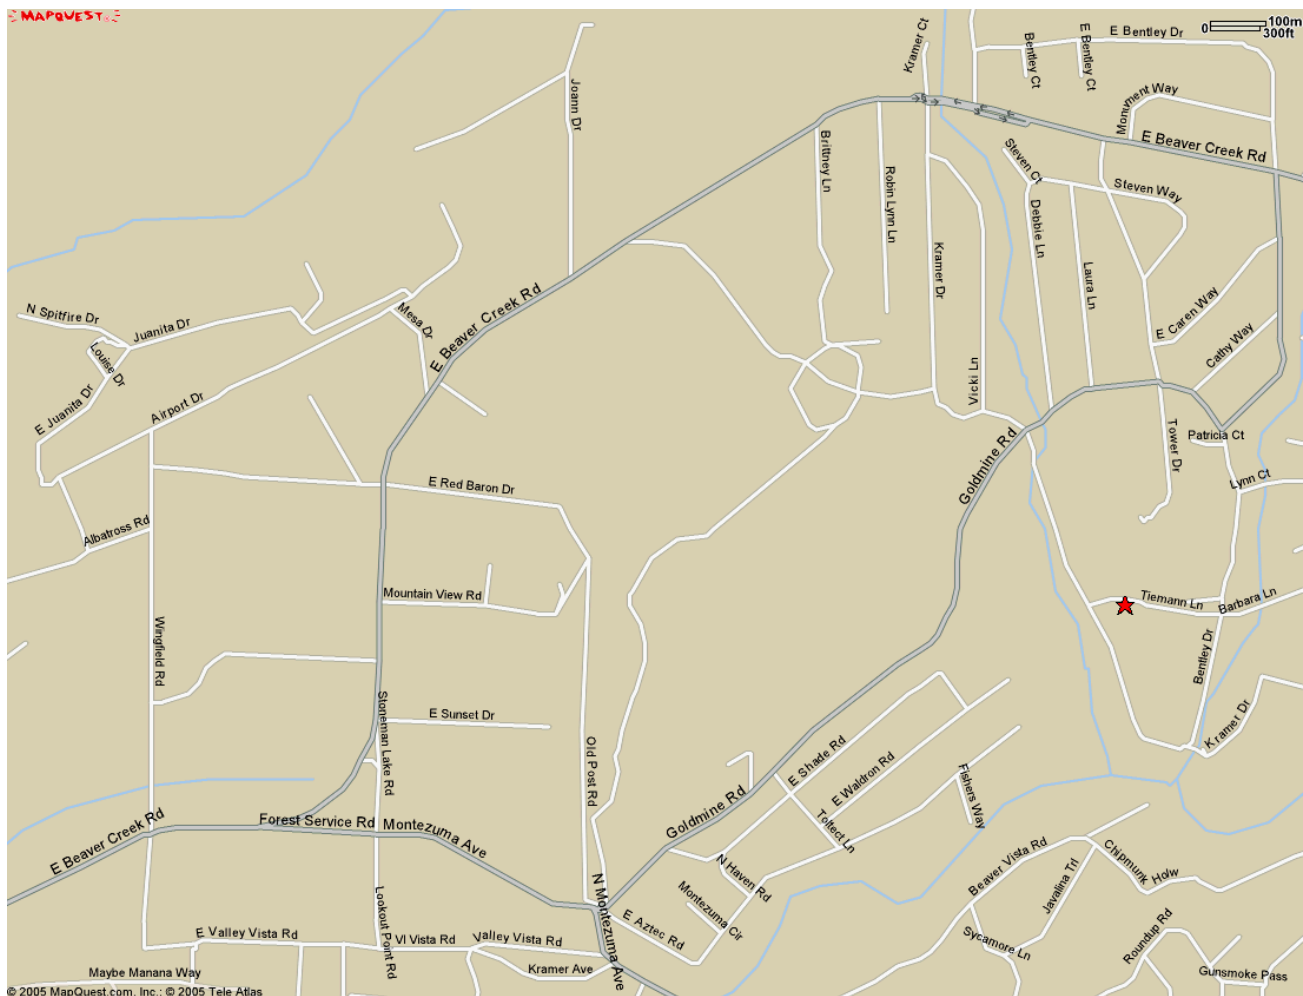 MAPQUEST
0 100m
300ft
E Bentley Dr
E Bentley Ct
Bentley Ct
Kramer Ct
Joann Dr
Monument Way
E Beaver Creek Rd
Brittney Ln
Robin Lynn Ln
Steven Ct
Steven Way
Debbie Ln
Laura Ln
Kramer Dr
E Beaver Creek Rd
N Spitfire Dr
Juanita Dr
Mesa Dr
Louise Dr
E Juanita Dr
Airport Dr
E Caren Way
Cathy Way
Vicki Ln
Goldmine Rd
Tower Dr
Patricia Ct
Lynn Ct
E Red Baron Dr
Albatross Rd
Mountain View Rd
Tiemann Ln
Barbara Ln
Wingfield Rd
Bentley Dr
Kramer Dr
E Sunset Dr
Stoneman Lake Rd
Old Post Rd
E Shade Rd
E Waldron Rd
Fishers Way
Goldmine Rd
Toltect Ln
E Beaver Creek Rd
Forest Service Rd
Montezuma Ave
Beaver Vista Rd
Chipmunk Holw
Javalina Trl
N Haven Rd
Montezuma Cir
E Aztec Rd
N Montezuma Ave
Lookout Point Rd
E Valley Vista Rd
Vl Vista Rd
Valley Vista Rd
Kramer Ave
Sycamore Ln
Roundup Rd
Gunsmoke Pass
Maybe Manana Way
© 2005 MapQuest.com, Inc.; © 2005 Tele Atlas